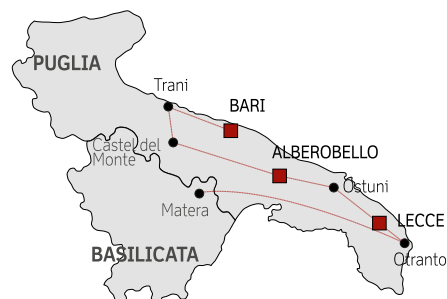 PUGLIA
Trani
BARI
Castel del
Monte
ALBEROBELLO
Ostuni
Matera
LECCE
BASILICATA
Otranto